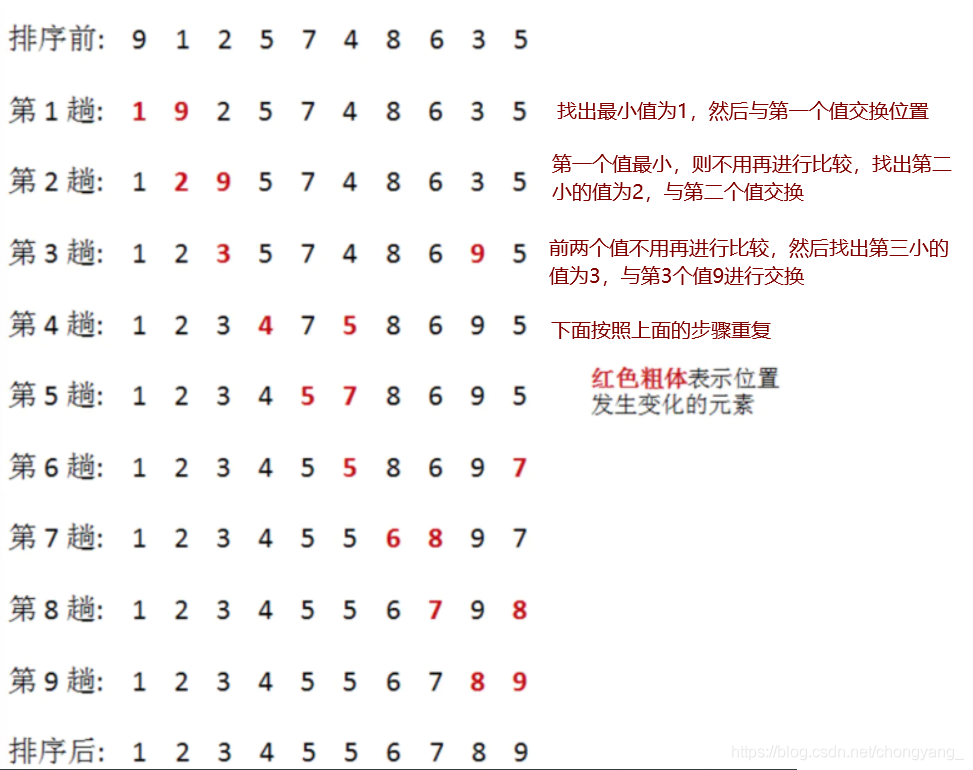 排序前: 9 1 2 5 7 4 8 6 3 5
第 1 趟: 1 9 2 5 7 4 8 6 3 5
找出最小值为1，然后与第一个值交换位置
第 2 趟: 1 2 9 5 7 4 8 6 3 5
第一个值最小，则不用再进行比较，找出第二
小的值为2，与第二个值交换
第 3 趟: 1 2 3 5 7 4 8 6 9 5
前两个值不用再进行比较，然后找出第三小的
值为3，与第3个值9进行交换
第 4 趟: 1 2 3 4 7 5 8 6 9 5
下面按照上面的步骤重复
第 5 趟: 1 2 3 4 5 7 8 6 9 5
红色粗体表示位置
发生变化的元素
第 6 趟: 1 2 3 4 5 5 8 6 9 7
第 7 趟: 1 2 3 4 5 5 6 8 9 7
第 8 趟: 1 2 3 4 5 5 6 7 9 8
第 9 趟: 1 2 3 4 5 5 6 7 8 9
排序后: 1 2 3 4 5 5 6 7 8 9
https://blog.csdn.net/chongyang_